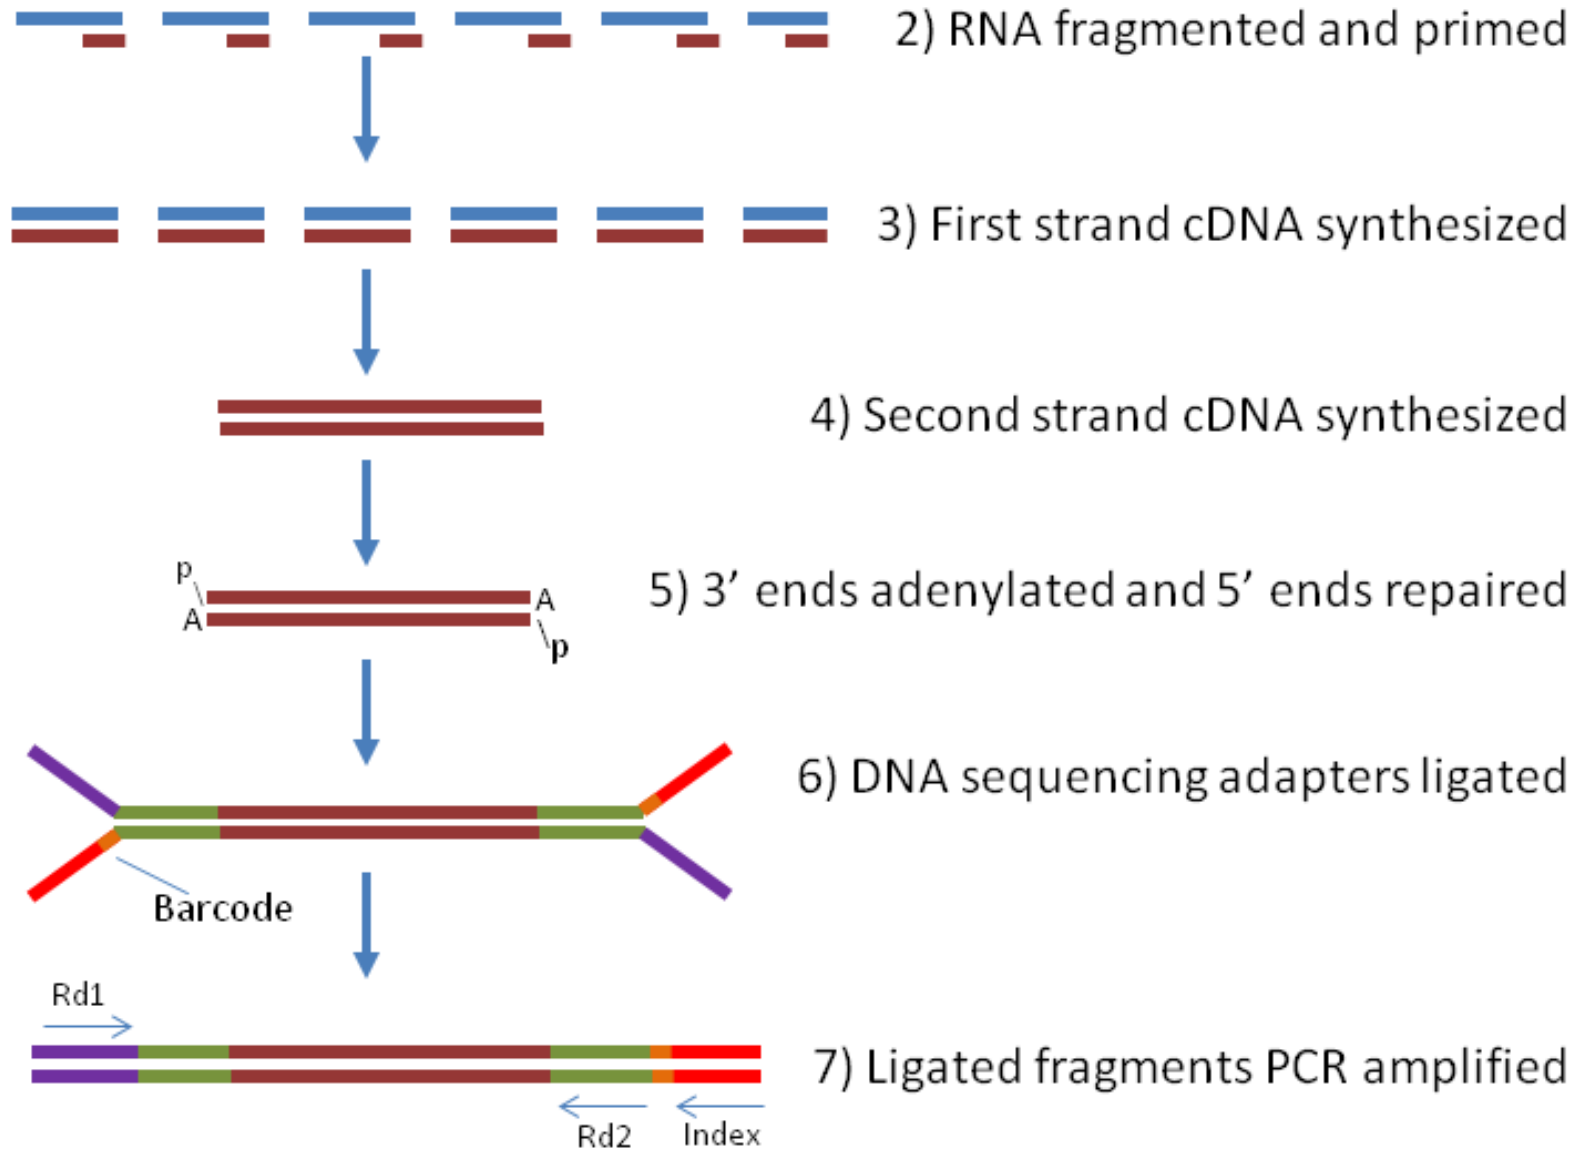 2) RNA fragmented and primed
3) First strand cDNA synthesized
4) Second strand cDNA synthesized
p
A
A
p
5) 3’ ends adenylated and 5’ ends repaired
6) DNA sequencing adapters ligated
Barcode
Rd1
7) Ligated fragments PCR amplified
Rd2
Index